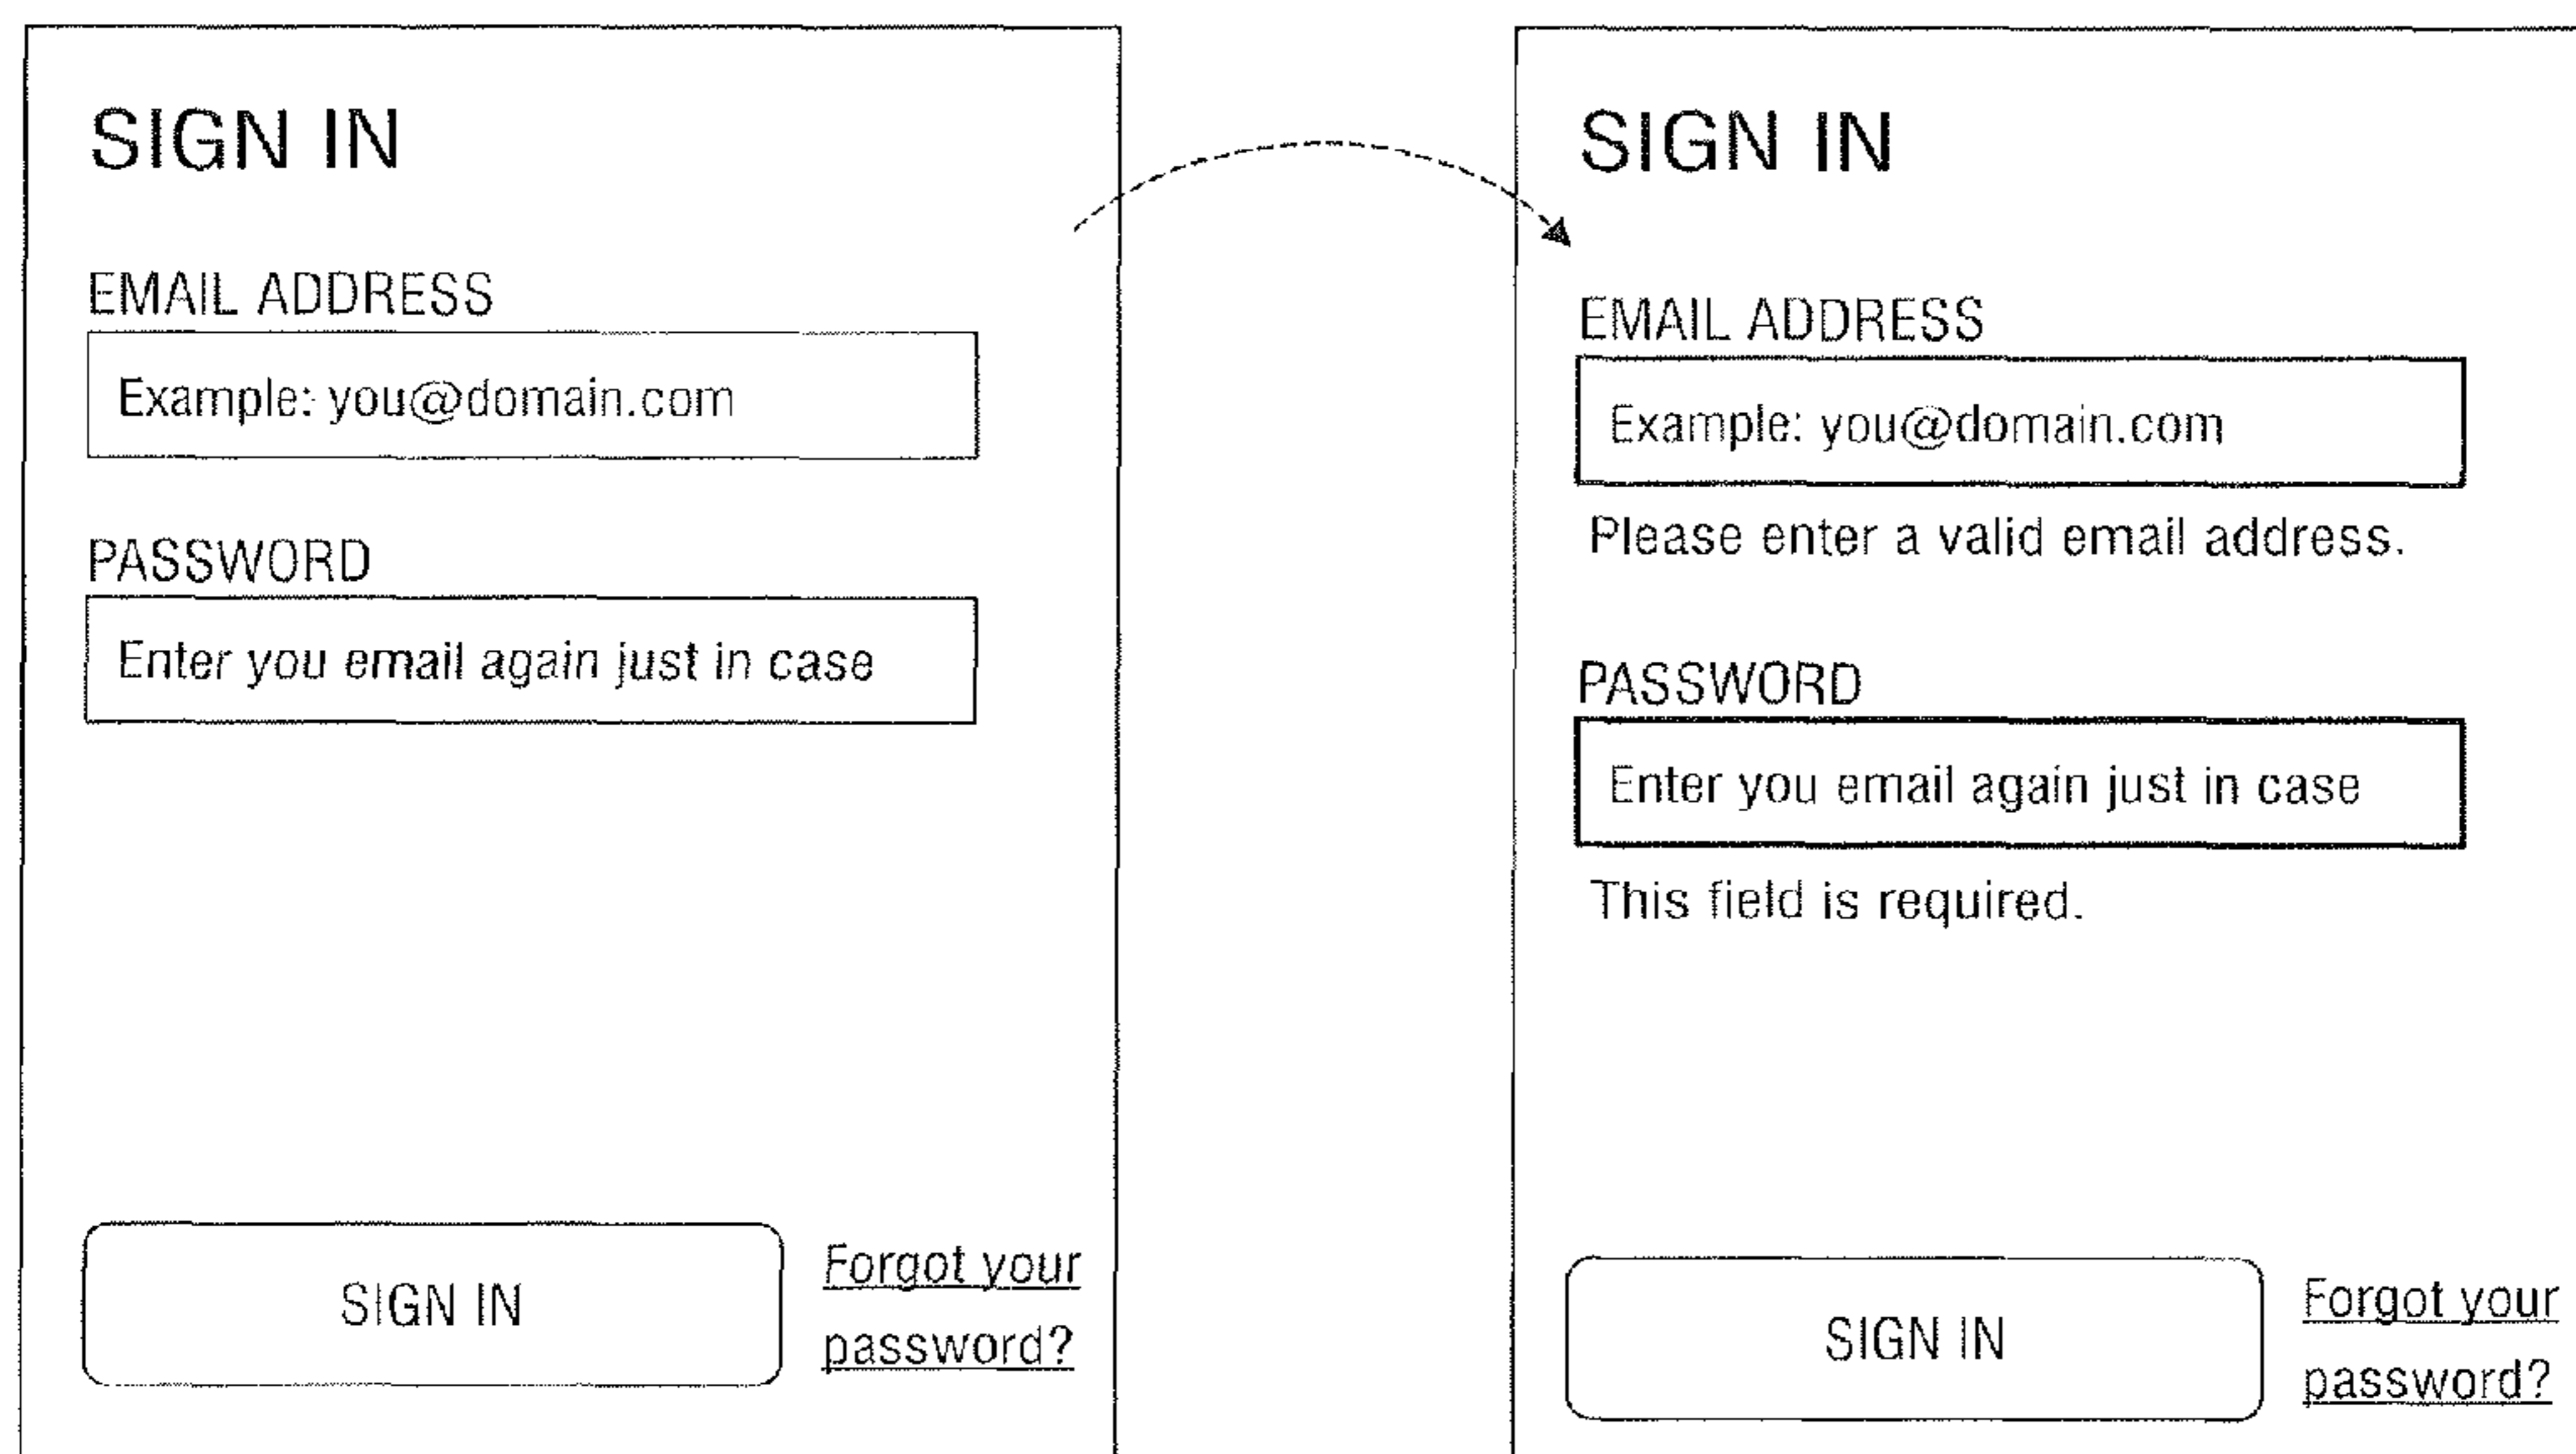 SIGN IN
EMAIL ADDRESS
Example: you@domain.com
PASSWORD
Enter you email again just in case
SIGN IN
Forgot your
password?
SIGN IN
EMAIL ADDRESS
Example: you@domain.com
Please enter a valid email address.
PASSWORD
Enter you email again just in case
This field is required.
SIGN IN
Forgot your
password?